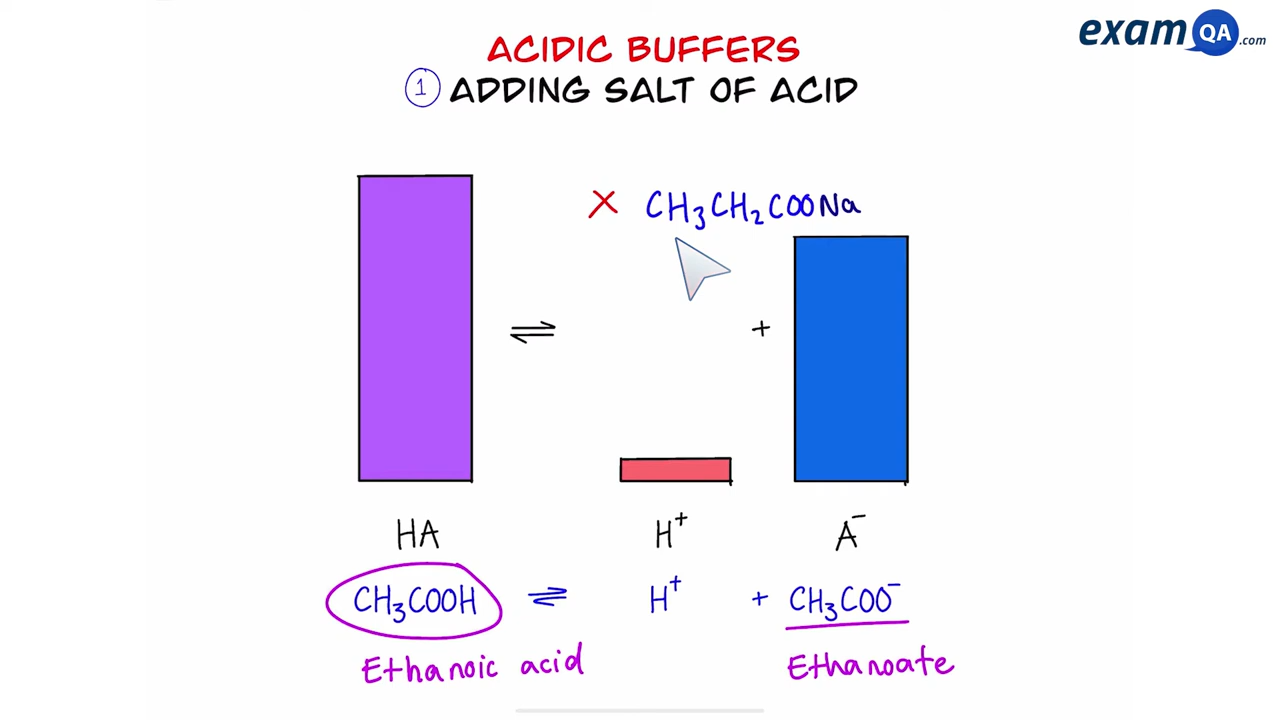 examQA.com
ACIDIC BUFFERS
① ADDING SALT OF ACID
× CH₃CH₂COONa
⇌ +
HA H⁺ A⁻
CH₃COOH ⇌ H⁺ + CH₃COO⁻
Ethanoic acid Ethanoate